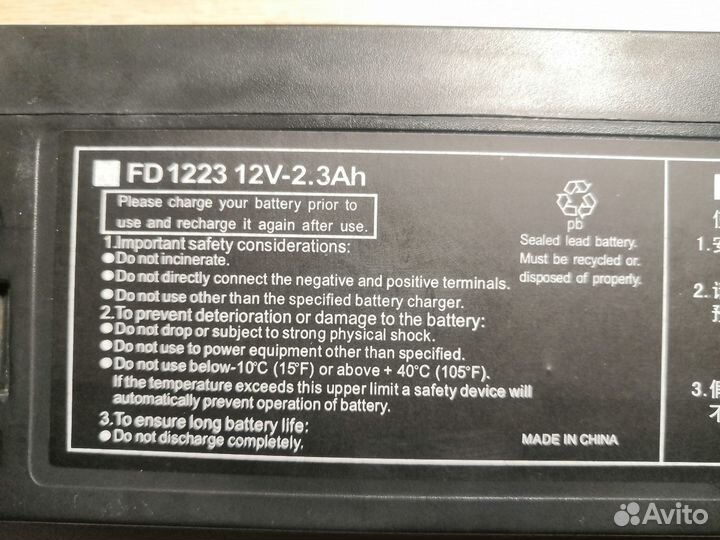 FD1223 12V-2.3Ah
Please charge your battery prior to
use and recharge it again after use.
1.Important safety considerations:
●Do not incinerate.
●Do not directly connect the negative and positive terminals.
●Do not use other than the specified battery charger.
2.To prevent deterioration or damage to the battery:
●Do not drop or subject to strong physical shock.
●Do not use to power equipment other than specified.
●Do not use below-10°C (15°F) or above + 40°C (105°F).
If the temperature exceeds this upper limit a safety device will
automatically prevent operation of battery.
3.To ensure long battery life:
●Do not discharge completely.
pb
Sealed lead battery.
Must be recycled or
disposed of properly.
MADE IN CHINA
1.
2.
3.
不
Avito